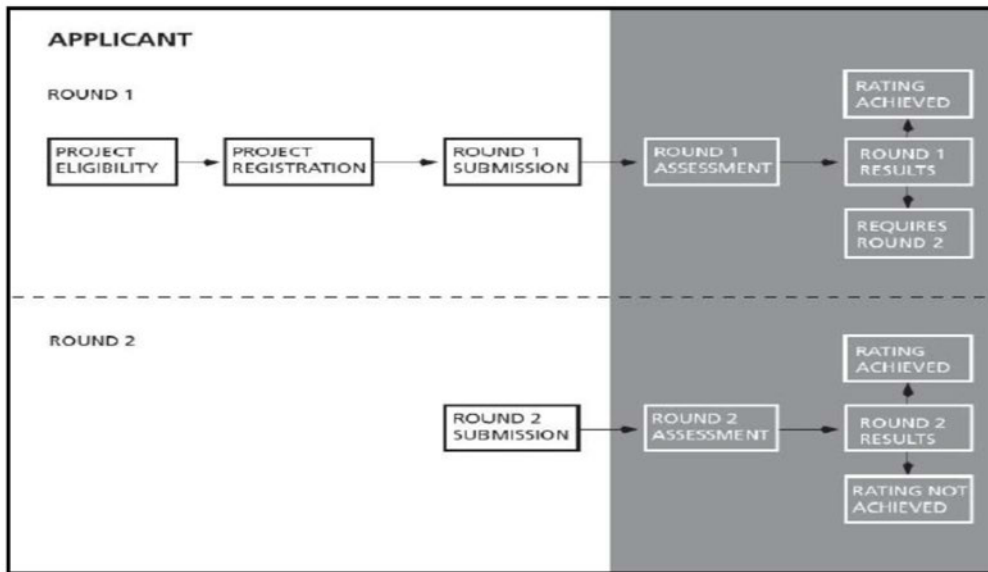 APPLICANT
ROUND 1
PROJECT
ELIGIBILITY
PROJECT
REGISTRATION
ROUND 1
SUBMISSION
ROUND 1
ASSESSMENT
RATING
ACHIEVED
ROUND 1
RESULTS
REQUIRES
ROUND 2
ROUND 2
ROUND 2
SUBMISSION
ROUND 2
ASSESSMENT
RATING
ACHIEVED
ROUND 2
RESULTS
RATING NOT
ACHIEVED